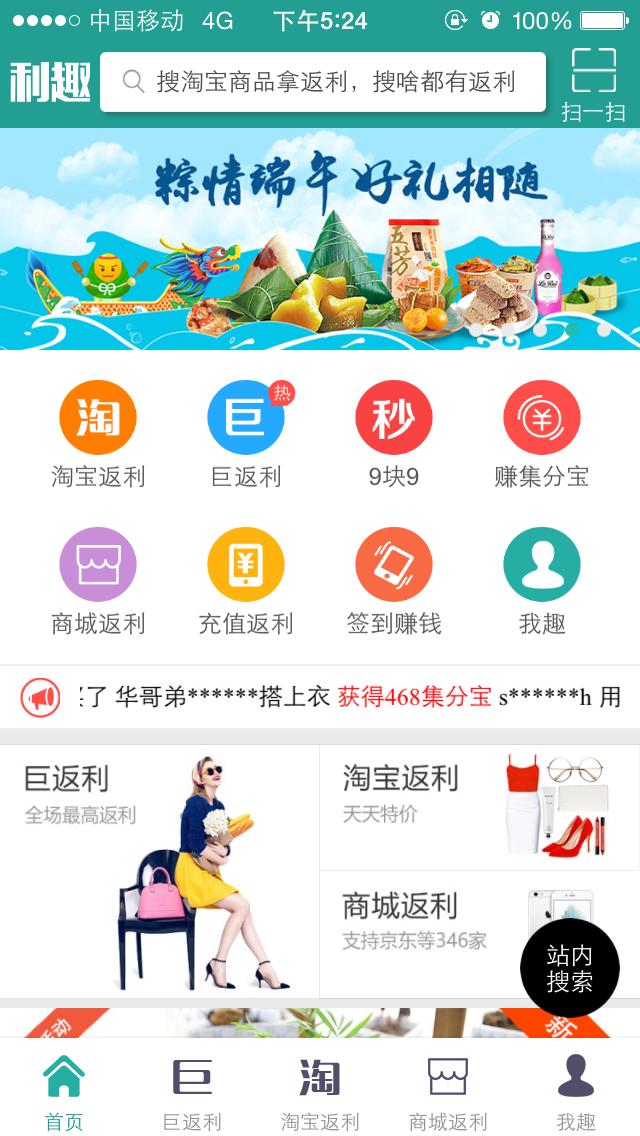 中国移动 4G 下午5:24 100%
利趣
搜淘宝商品拿返利，搜啥都有返利
扫一扫
粽情端午 好礼相随
五芳
淘
巨
热
秒
淘宝返利
巨返利
9块9
赚集分宝
商城返利
充值返利
签到赚钱
我趣
了 华哥弟******搭上衣 获得468集分宝 s******h 用
巨返利
全场最高返利
淘宝返利
天天特价
商城返利
支持京东等346家
站内
搜索
活动
新
巨
淘
首页
巨返利
淘宝返利
商城返利
我趣